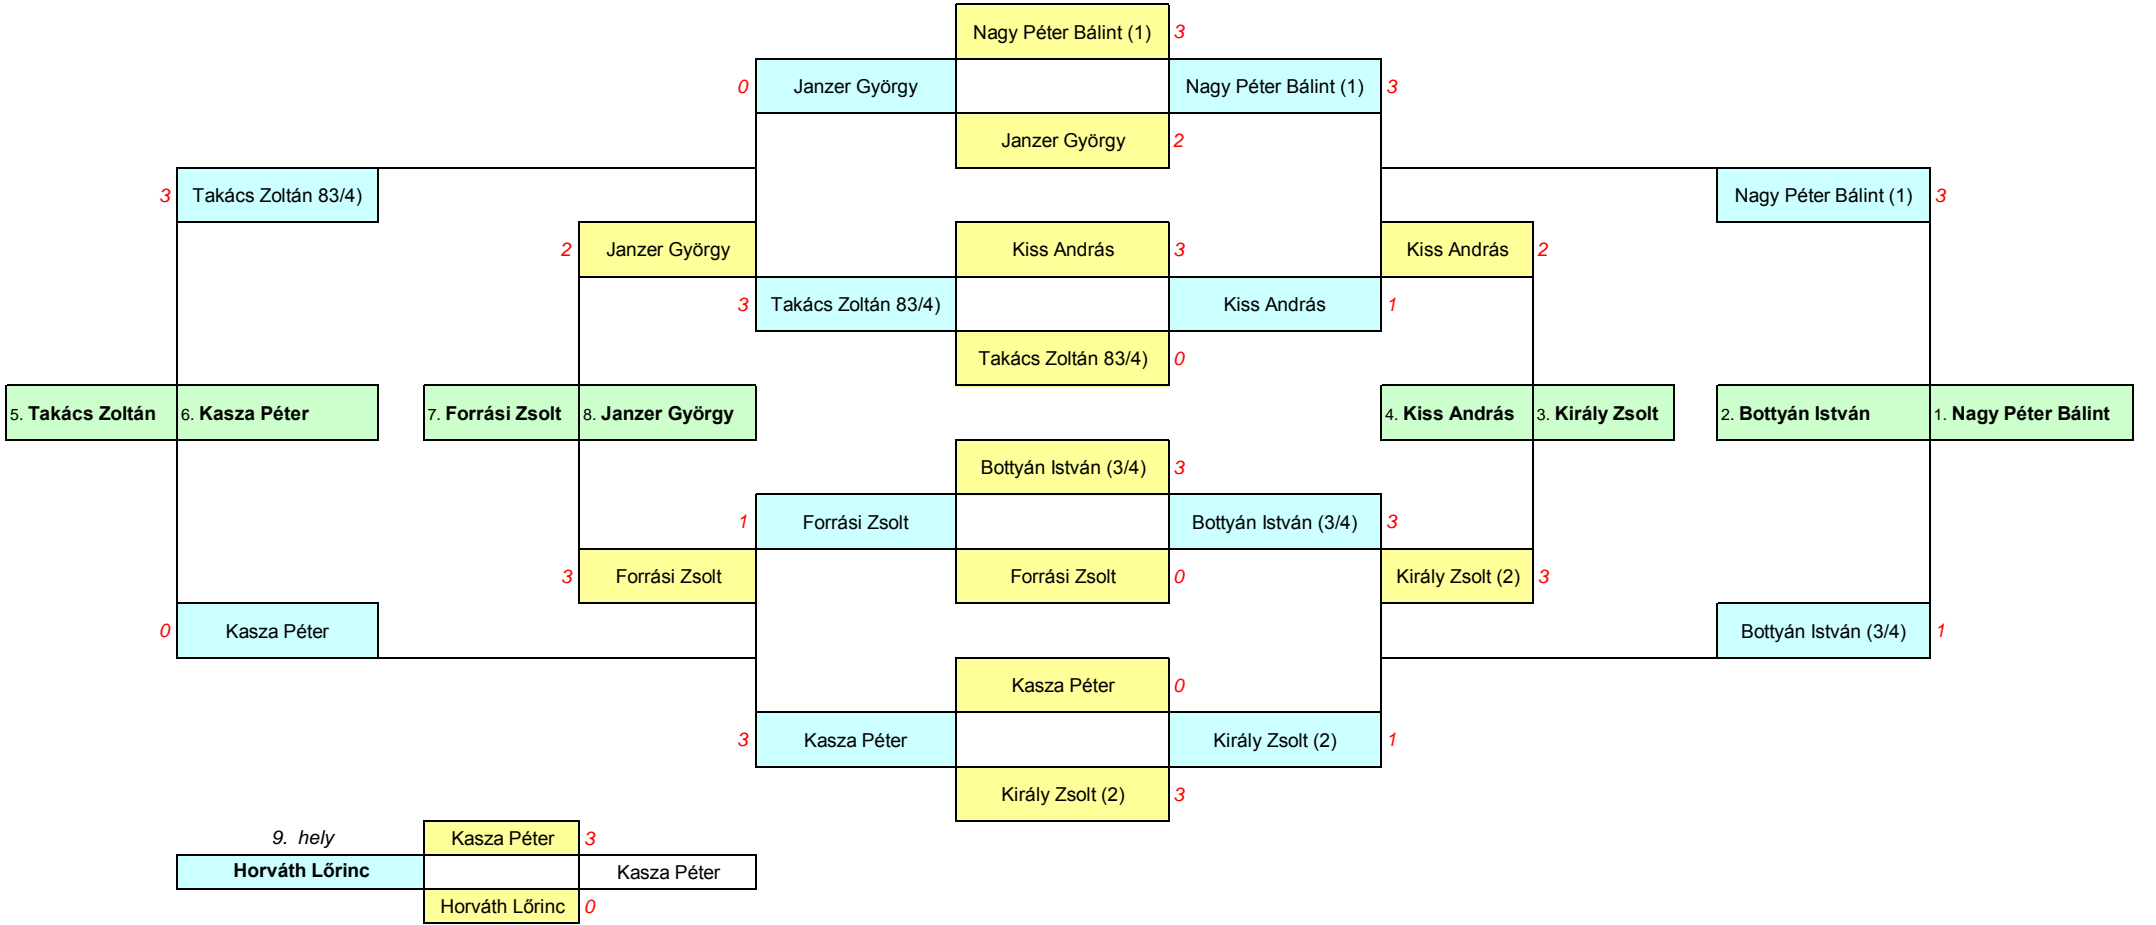 Nagy Péter Bálint (1) 3
0 Janzer György Nagy Péter Bálint (1) 3
Janzer György 2
3 Takács Zoltán 83/4) Nagy Péter Bálint (1) 3
2 Janzer György Kiss András 3 Kiss András 2
3 Takács Zoltán 83/4) Kiss András 1
Takács Zoltán 83/4) 0
5. Takács Zoltán 6. Kasza Péter 7. Forrási Zsolt 8. Janzer György 4. Kiss András 3. Király Zsolt 2. Bottyán István 1. Nagy Péter Bálint
Bottyán István (3/4) 3
1 Forrási Zsolt Bottyán István (3/4) 3
3 Forrási Zsolt Forrási Zsolt 0 Király Zsolt (2) 3
0 Kasza Péter Bottyán István (3/4) 1
Kasza Péter 0
3 Kasza Péter Király Zsolt (2) 1
Király Zsolt (2) 3
9. hely Kasza Péter 3
Horváth Lőrinc Kasza Péter
Horváth Lőrinc 0